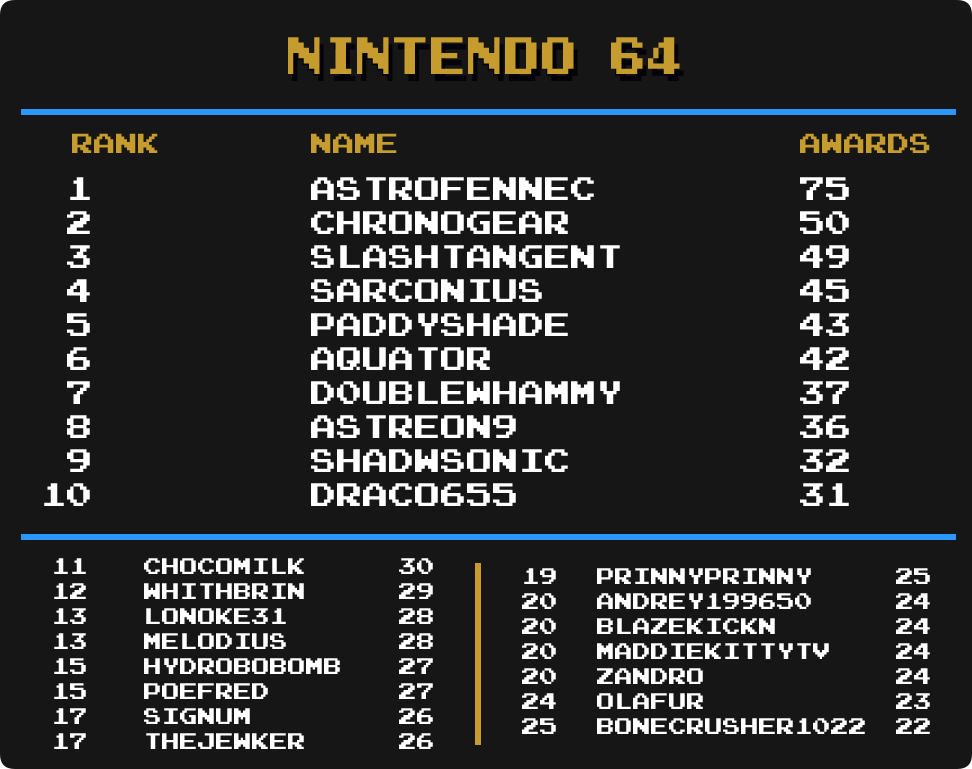 NINTENDO 64
RANK NAME AWARDS
1 ASTROFENNEC 75
2 CHRONOGEAR 50
3 SLASHTANGENT 49
4 SARCONIUS 45
5 PADDYSHADE 43
6 AQUATOR 42
7 DOUBLEWHAMMY 37
8 ASTREON9 36
9 SHADWSONIC 32
10 DRACO655 31
11 CHOCOMILK 30
12 WHITHBRIN 29
13 LONOKE31 28
13 MELODIUS 28
15 HYDROBOBOMB 27
15 POEFRED 27
17 SIGNUM 26
17 THEJEWKER 26
19 PRINNYPRINNY 25
20 ANDREY199650 24
20 BLAZEKICKN 24
20 MADDIEKITTYTV 24
20 ZANDRO 24
24 OLAFUR 23
25 BONECRUSHER1022 22